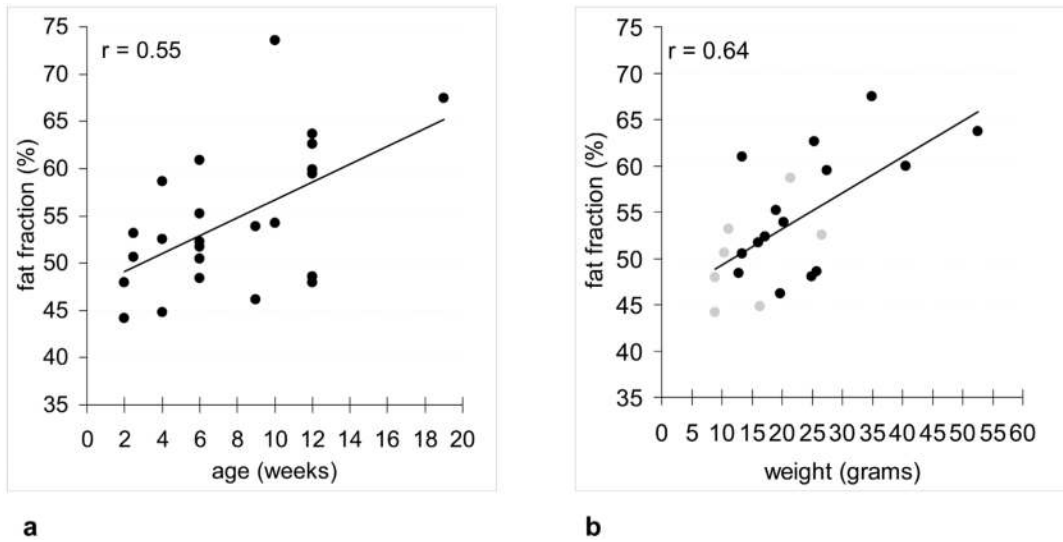 r = 0.55
fat fraction (%)
75
70
65
60
55
50
45
40
35
0 2 4 6 8 10 12 14 16 18 20
age (weeks)
a
r = 0.64
fat fraction (%)
75
70
65
60
55
50
45
40
35
0 5 10 15 20 25 30 35 40 45 50 55 60
weight (grams)
b